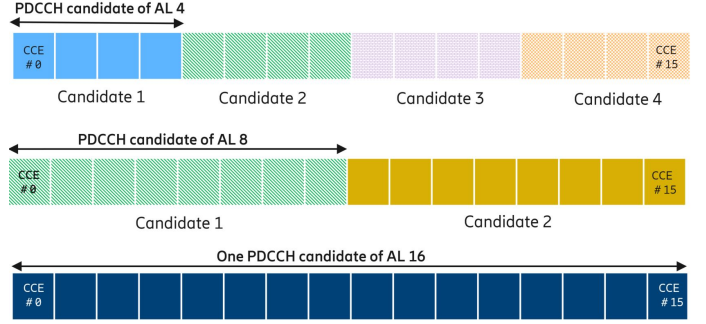 PDCCH candidate of AL 4
CCE
# 0
CCE
# 15
Candidate 1
Candidate 2
Candidate 3
Candidate 4
PDCCH candidate of AL 8
CCE
# 0
CCE
# 15
Candidate 1
Candidate 2
One PDCCH candidate of AL 16
CCE
# 0
CCE
# 15